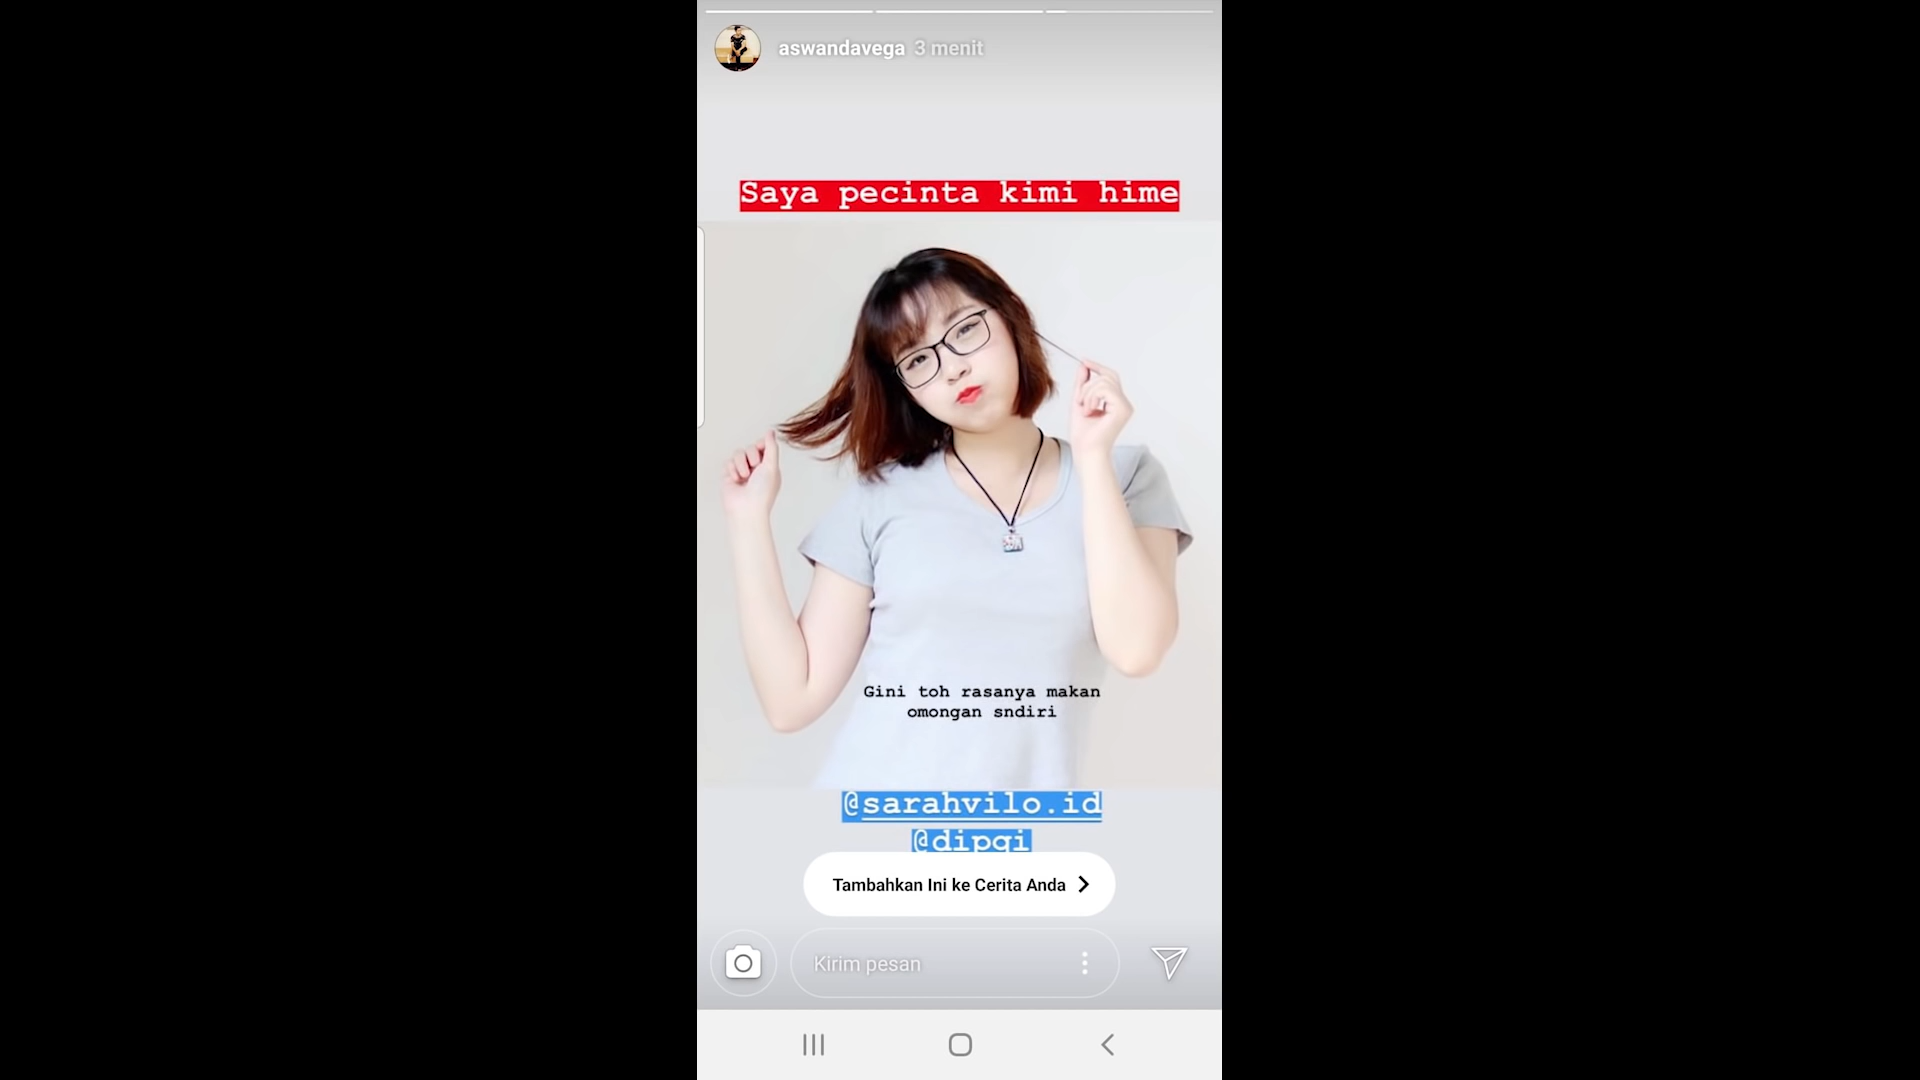 aswandavega 3 menit
Saya pecinta kimi hime
Gini toh rasanya makan
omongan sndiri
@sarahvilo.id
@dipqi
Tambahkan Ini ke Cerita Anda
Kirim pesan